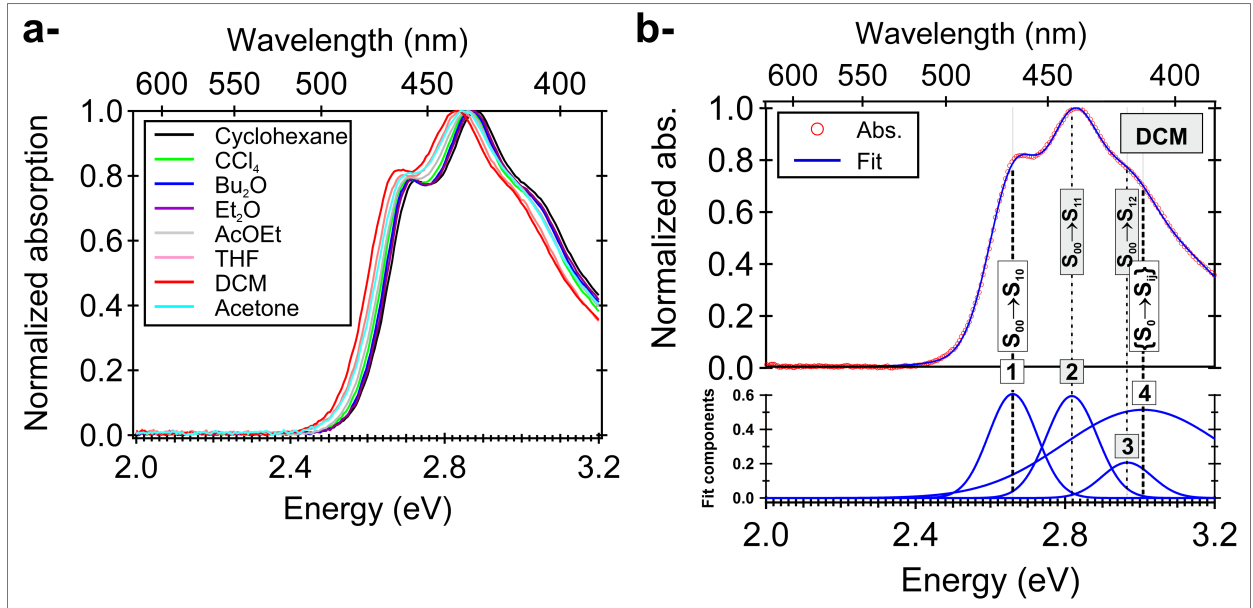 a-
Wavelength (nm)
600 550 500 450 400
Normalized absorption
1.0
0.8
0.6
0.4
0.2
0.0
Cyclohexane
CCl₄
Bu₂O
Et₂O
AcOEt
THF
DCM
Acetone
2.0 2.4 2.8 3.2
Energy (eV)
b-
Wavelength (nm)
600 550 500 450 400
Normalized abs.
1.0
0.8
0.6
0.4
0.2
0.0
Abs.
Fit
DCM
S₀₀→S₁₀
S₀₀→S₁₁
S₀₀→S₁₂
{S₀→Sᵢⱼ}
1
2
3
4
Fit components
0.6
0.4
0.2
0.0
2.0 2.4 2.8 3.2
Energy (eV)